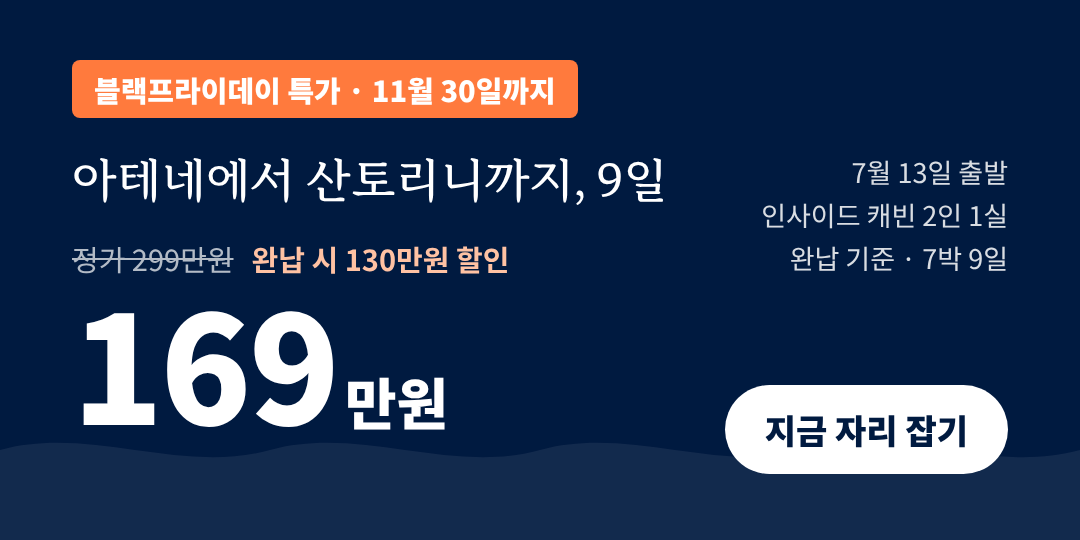 블랙프라이데이 특가 · 11월 30일까지
아테네에서 산토리니까지, 9일
정가 299만원 완납 시 130만원 할인
169만원
7월 13일 출발
인사이드 캐빈 2인 1실
완납 기준 · 7박 9일
지금 자리 잡기